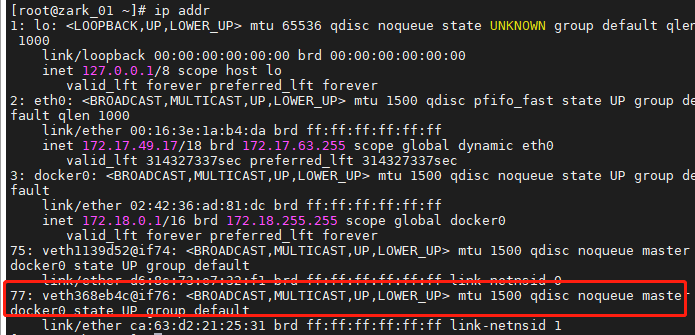 [root@zark_01 ~]# ip addr
1: lo: <LOOPBACK,UP,LOWER_UP> mtu 65536 qdisc noqueue state UNKNOWN group default qlen
1000
link/loopback 00:00:00:00:00:00 brd 00:00:00:00:00:00
inet 127.0.0.1/8 scope host lo
valid_lft forever preferred_lft forever
2: eth0: <BROADCAST,MULTICAST,UP,LOWER_UP> mtu 1500 qdisc pfifo_fast state UP group de
fault qlen 1000
link/ether 00:16:3e:1a:b4:da brd ff:ff:ff:ff:ff:ff
inet 172.17.49.17/18 brd 172.17.63.255 scope global dynamic eth0
valid_lft 314327337sec preferred_lft 314327337sec
3: docker0: <BROADCAST,MULTICAST,UP,LOWER_UP> mtu 1500 qdisc noqueue state UP group de
fault
link/ether 02:42:36:ad:81:dc brd ff:ff:ff:ff:ff:ff
inet 172.18.0.1/16 brd 172.18.255.255 scope global docker0
valid_lft forever preferred_lft forever
75: veth1139d52@if74: <BROADCAST,MULTICAST,UP,LOWER_UP> mtu 1500 qdisc noqueue master
docker0 state UP group default
link/ether d6:8c:73:e7:32:f1 brd ff:ff:ff:ff:ff:ff link-netnsid 0
77: veth368eb4c@if76: <BROADCAST,MULTICAST,UP,LOWER_UP> mtu 1500 qdisc noqueue master
docker0 state UP group default
link/ether ca:63:d2:21:25:31 brd ff:ff:ff:ff:ff:ff link-netnsid 1